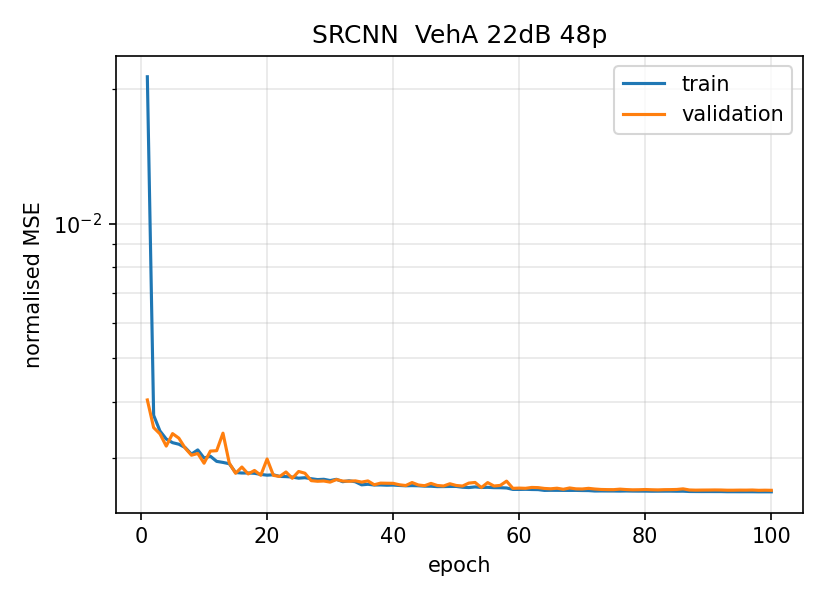 SRCNN  VehA 22dB 48p
train
validation
normalised MSE
10⁻²
0 20 40 60 80 100
epoch